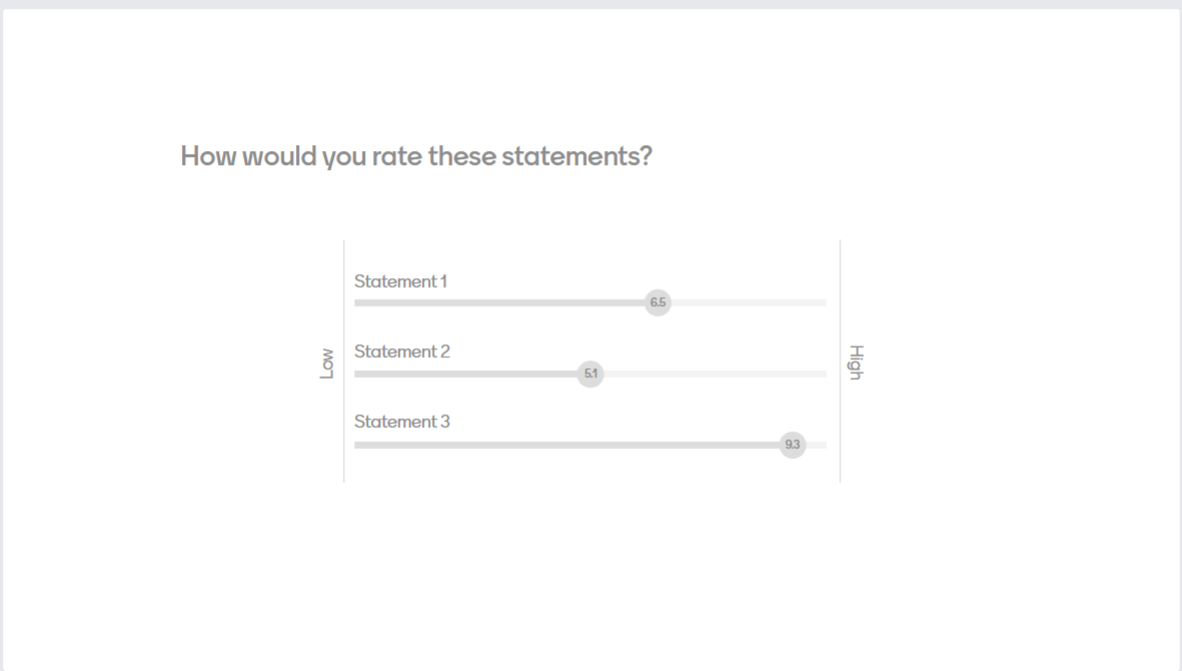 How would you rate these statements?
Statement 1
6.5
Low
Statement 2
5.1
High
Statement 3
9.3